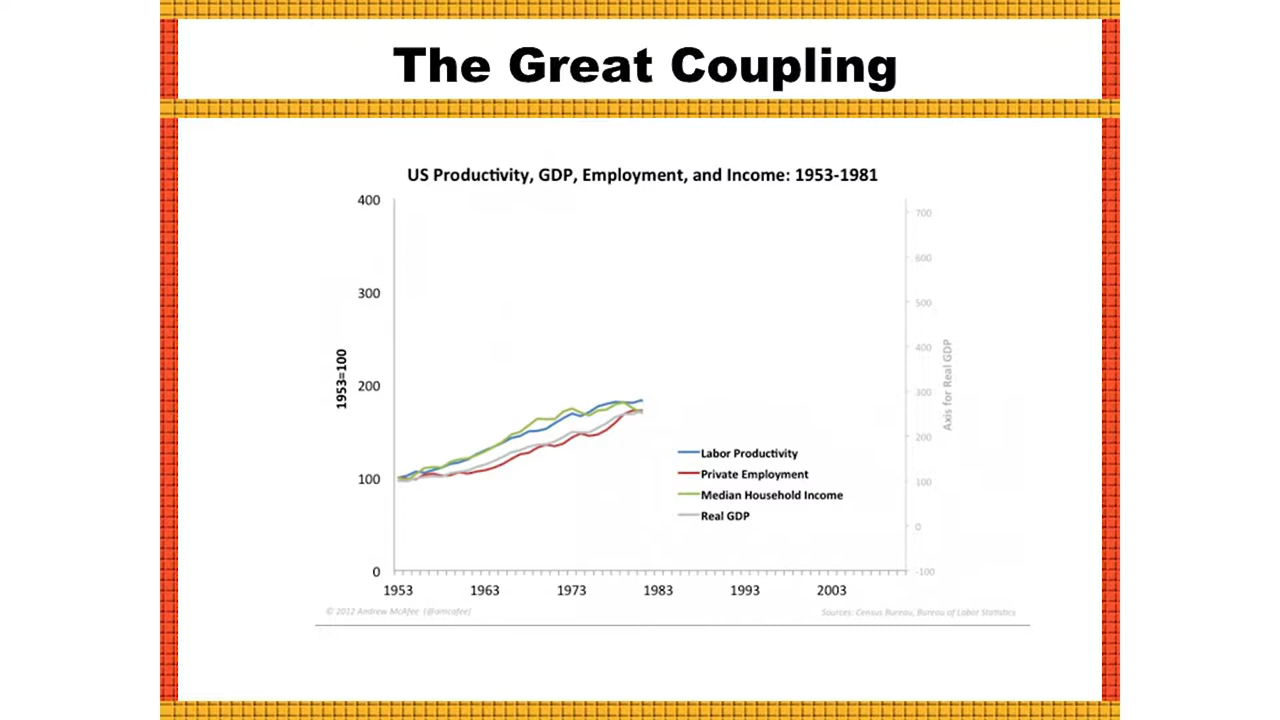 The Great Coupling
US Productivity, GDP, Employment, and Income: 1953-1981
400
300
200
100
0
1953=100
700
600
500
400
300
200
100
0
-100
Axis for Real GDP
Labor Productivity
Private Employment
Median Household Income
Real GDP
1953 1963 1973 1983 1993 2003
© 2012 Andrew McAfee (@amcafee)
Sources: Census Bureau, Bureau of Labor Statistics